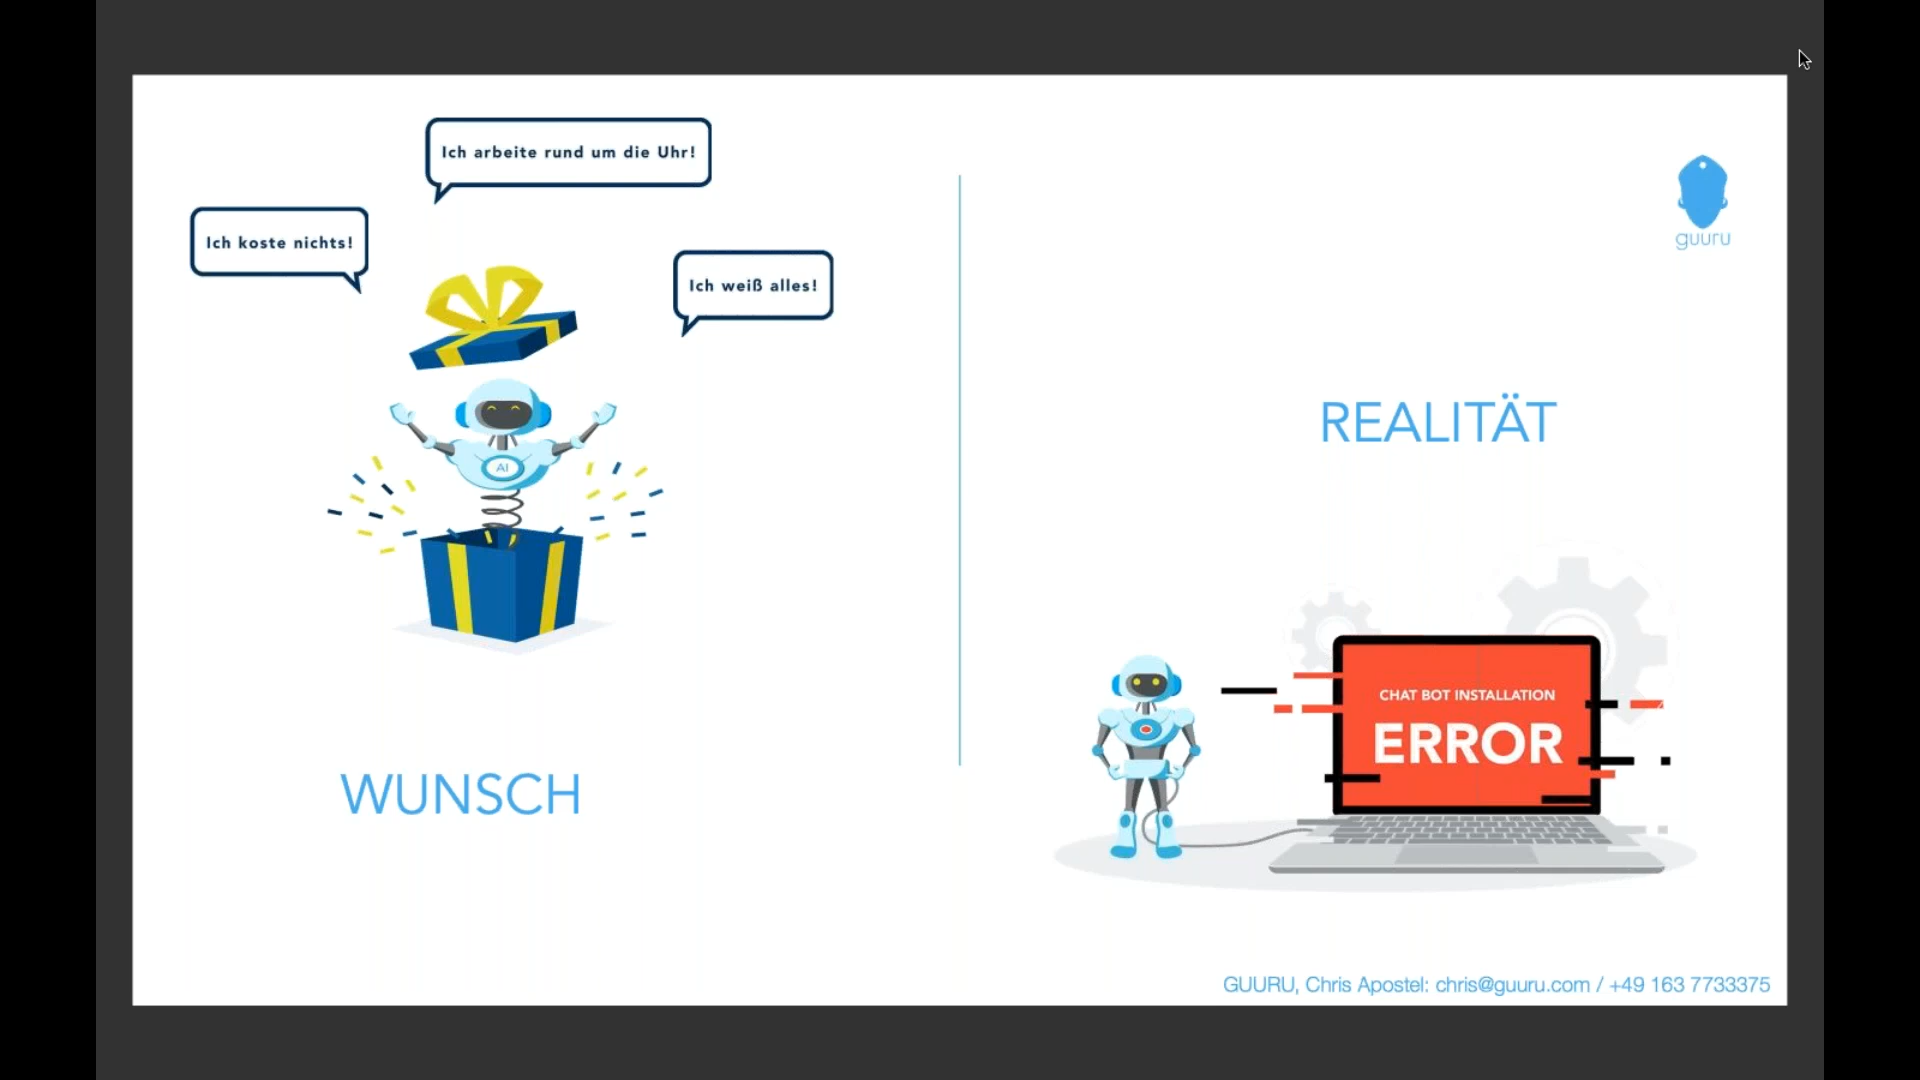 Ich arbeite rund um die Uhr!
Ich koste nichts!
Ich weiß alles!
AI
WUNSCH
guuru
REALITÄT
CHAT BOT INSTALLATION
ERROR
GUURU, Chris Apostel: chris@guuru.com / +49 163 7733375